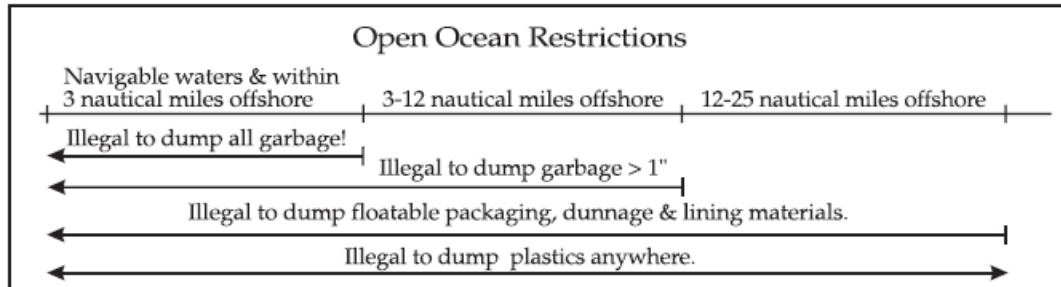 Open Ocean Restrictions
Navigable waters & within
3 nautical miles offshore
3-12 nautical miles offshore
12-25 nautical miles offshore
Illegal to dump all garbage!
Illegal to dump garbage > 1"
Illegal to dump floatable packaging, dunnage & lining materials.
Illegal to dump plastics anywhere.